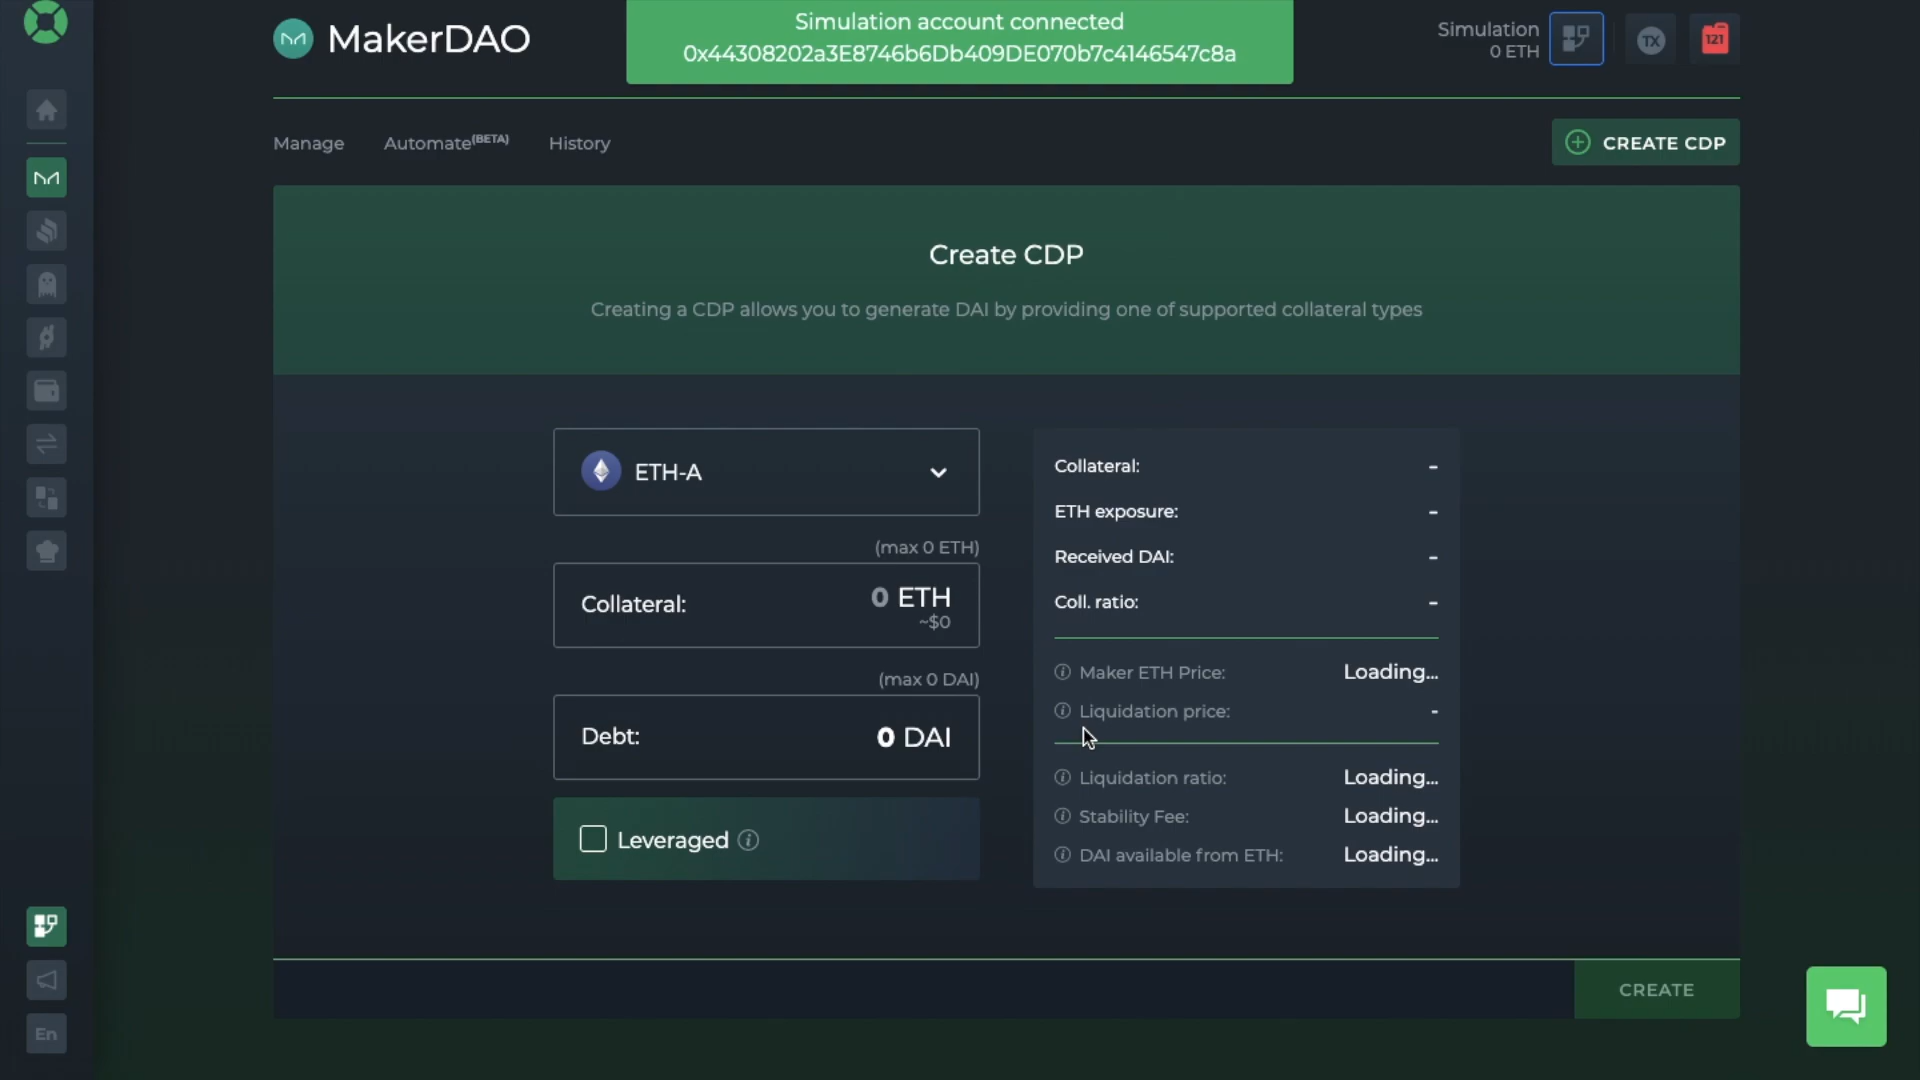 MakerDAO
Simulation account connected
0x44308202a3E8746b6Db409DE070b7c4146547c8a
Simulation
0 ETH
TX
121
Manage
Automate(BETA)
History
CREATE CDP
Create CDP
Creating a CDP allows you to generate DAI by providing one of supported collateral types
ETH-A
(max 0 ETH)
Collateral: 0 ETH
~$0
(max 0 DAI)
Debt: 0 DAI
Leveraged
Collateral: -
ETH exposure: -
Received DAI: -
Coll. ratio: -
Maker ETH Price: Loading...
Liquidation price: -
Liquidation ratio: Loading...
Stability Fee: Loading...
DAI available from ETH: Loading...
CREATE
En